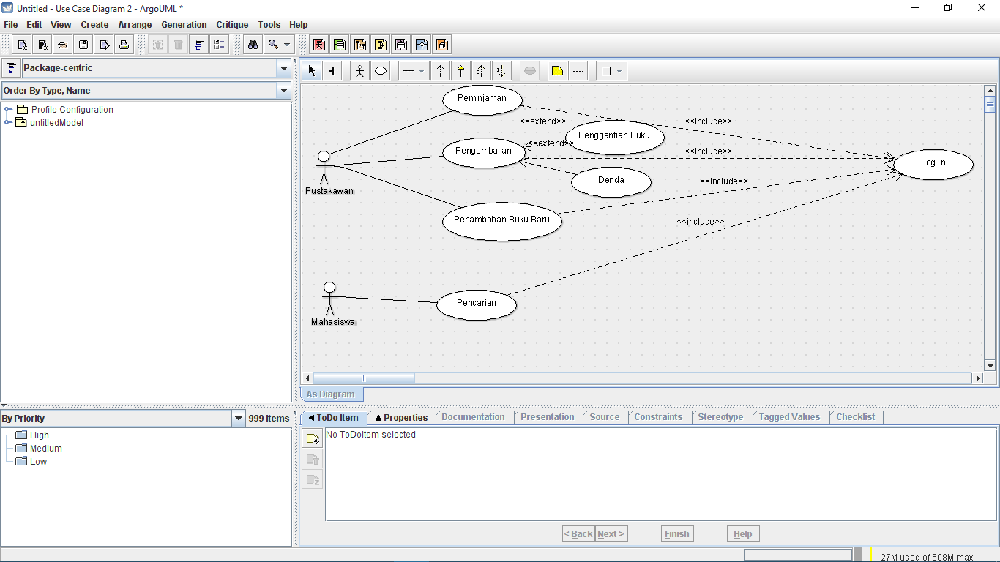 Untitled - Use Case Diagram 2 - ArgoUML *
File Edit View Create Arrange Generation Critique Tools Help
Package-centric
Order By Type, Name
Profile Configuration
untitledModel
Peminjaman
<<extend>>
<<include>>
Penggantian Buku
<<extend>>
Pengembalian
<<include>>
Log In
Denda
<<include>>
Pustakawan
Penambahan Buku Baru
<<include>>
Pencarian
Mahasiswa
As Diagram
By Priority
999 Items
High
Medium
Low
ToDo Item Properties Documentation Presentation Source Constraints Stereotype Tagged Values Checklist
No ToDoItem selected
< Back Next > Finish Help
27M used of 508M max